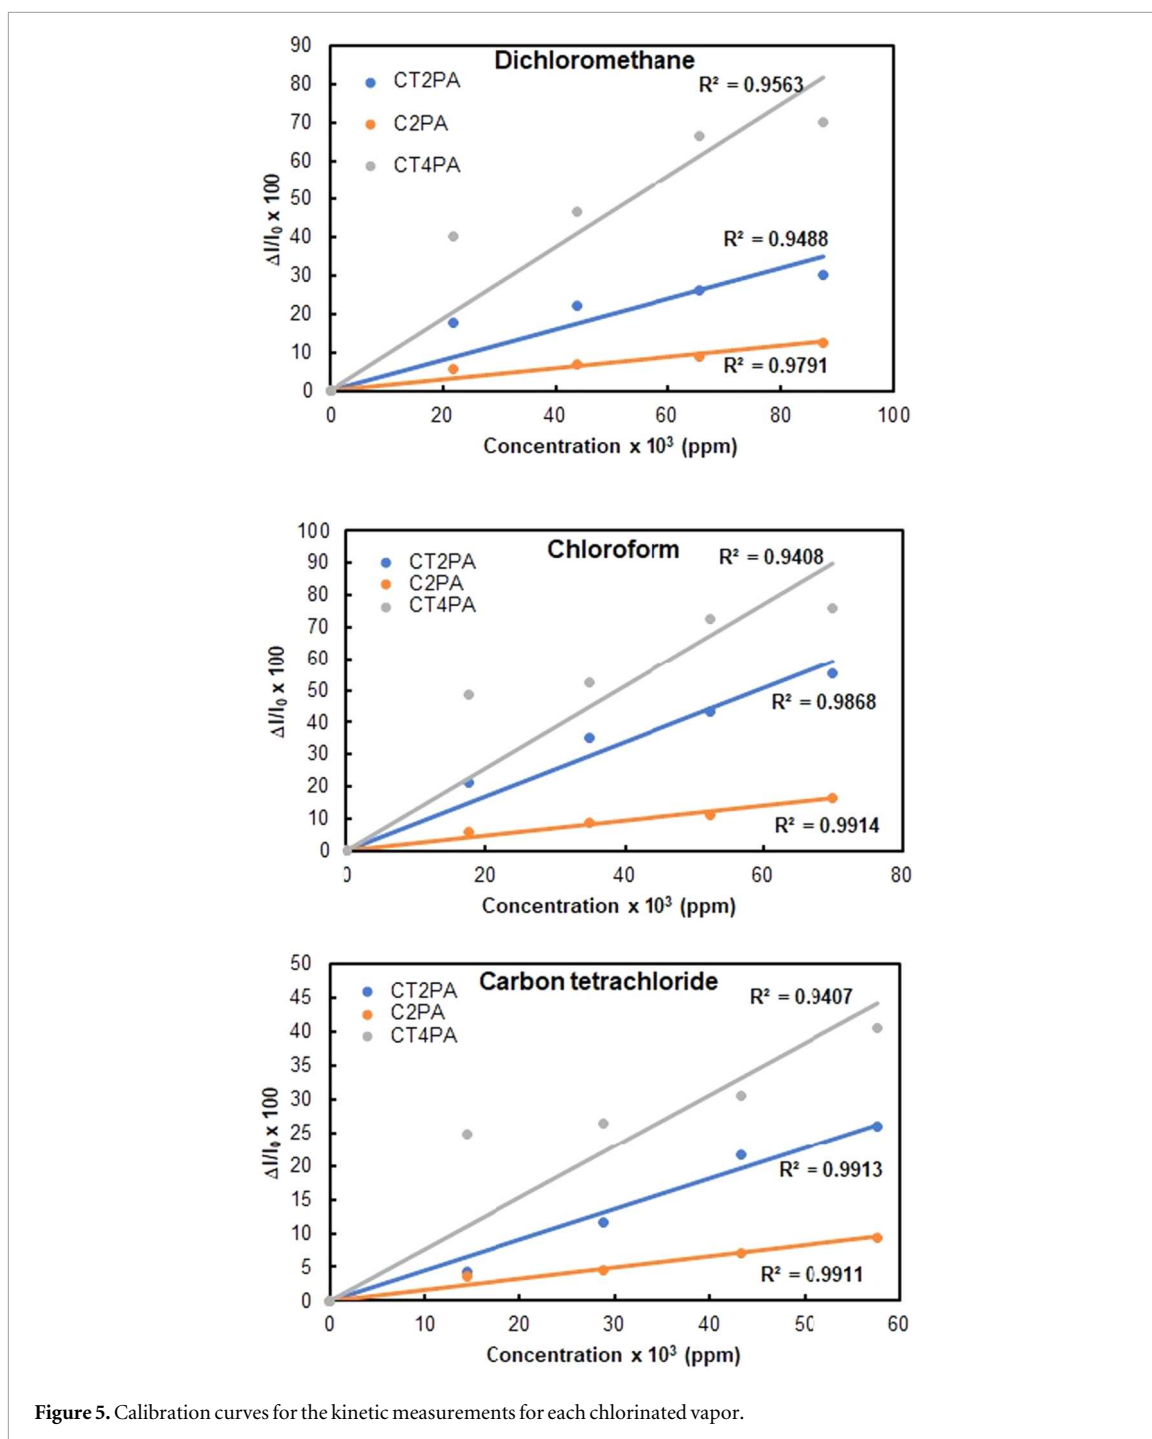 Dichloromethane
CT2PA
C2PA
CT4PA
R² = 0.9563
R² = 0.9488
R² = 0.9791
90
80
70
60
50
40
30
20
10
0
ΔI/I₀ x 100
0 20 40 60 80 100
Concentration x 10³ (ppm)
Chloroform
CT2PA
C2PA
CT4PA
R² = 0.9408
R² = 0.9868
R² = 0.9914
100
90
80
70
60
50
40
30
20
10
0
ΔI/I₀ x 100
0 20 40 60 80
Concentration x 10³ (ppm)
Carbon tetrachloride
CT2PA
C2PA
CT4PA
R² = 0.9407
R² = 0.9913
R² = 0.9911
50
45
40
35
30
25
20
15
10
5
0
ΔI/I₀ x 100
0 10 20 30 40 50 60
Concentration x 10³ (ppm)
Figure 5. Calibration curves for the kinetic measurements for each chlorinated vapor.